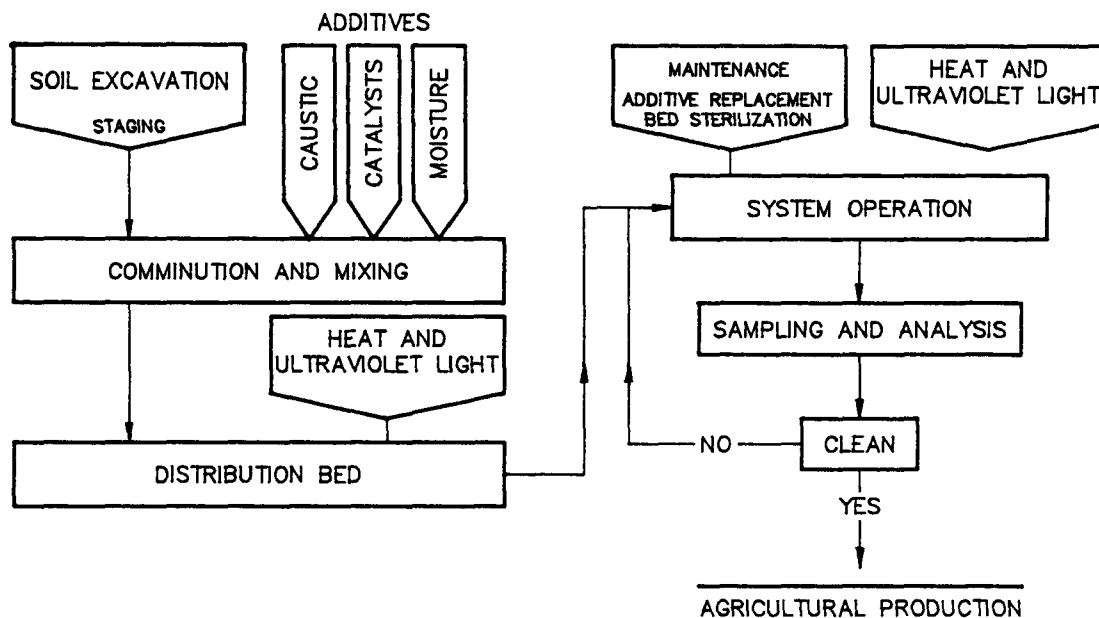 ADDITIVES
SOIL EXCAVATION
STAGING
CAUSTIC
CATALYSTS
MOISTURE
COMMINUTION AND MIXING
HEAT AND
ULTRAVIOLET LIGHT
DISTRIBUTION BED
MAINTENANCE
ADDITIVE REPLACEMENT
BED STERILIZATION
HEAT AND
ULTRAVIOLET LIGHT
SYSTEM OPERATION
SAMPLING AND ANALYSIS
CLEAN
NO
YES
AGRICULTURAL PRODUCTION